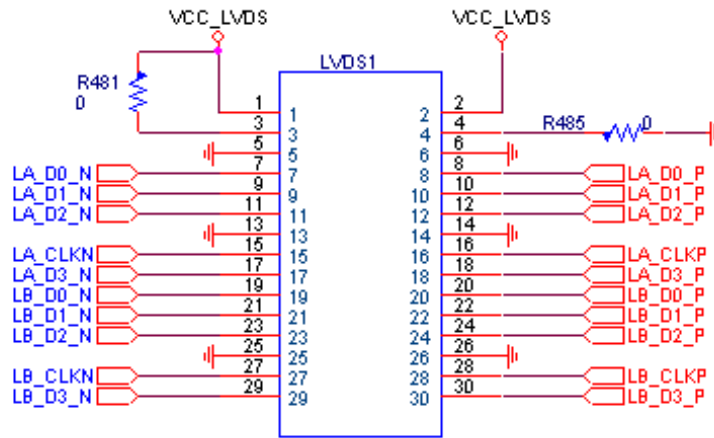 VCC_LVDS VCC_LVDS
LVDS1
R481
0
1 1 2 2
3 3 4 4 R485 0
5 5 6 6
LA_D0_N 7 7 8 8 LA_D0_P
LA_D1_N 9 9 10 10 LA_D1_P
LA_D2_N 11 11 12 12 LA_D2_P
13 13 14 14
LA_CLKN 15 15 16 16 LA_CLKP
LA_D3_N 17 17 18 18 LA_D3_P
LB_D0_N 19 19 20 20 LB_D0_P
LB_D1_N 21 21 22 22 LB_D1_P
LB_D2_N 23 23 24 24 LB_D2_P
25 25 26 26
LB_CLKN 27 27 28 28 LB_CLKP
LB_D3_N 29 29 30 30 LB_D3_P